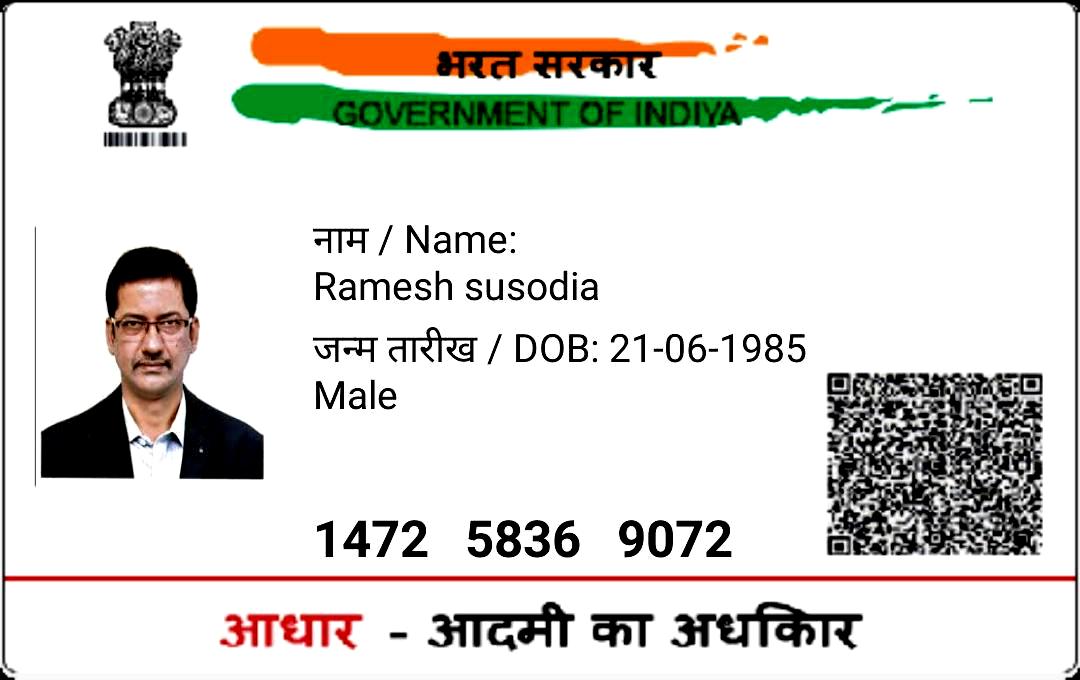 भरत सरकार
GOVERNMENT OF INDIYA
नाम / Name:
Ramesh susodia
जन्म तारीख / DOB: 21-06-1985
Male
1472 5836 9072
आधार - आदमी का अधकिार